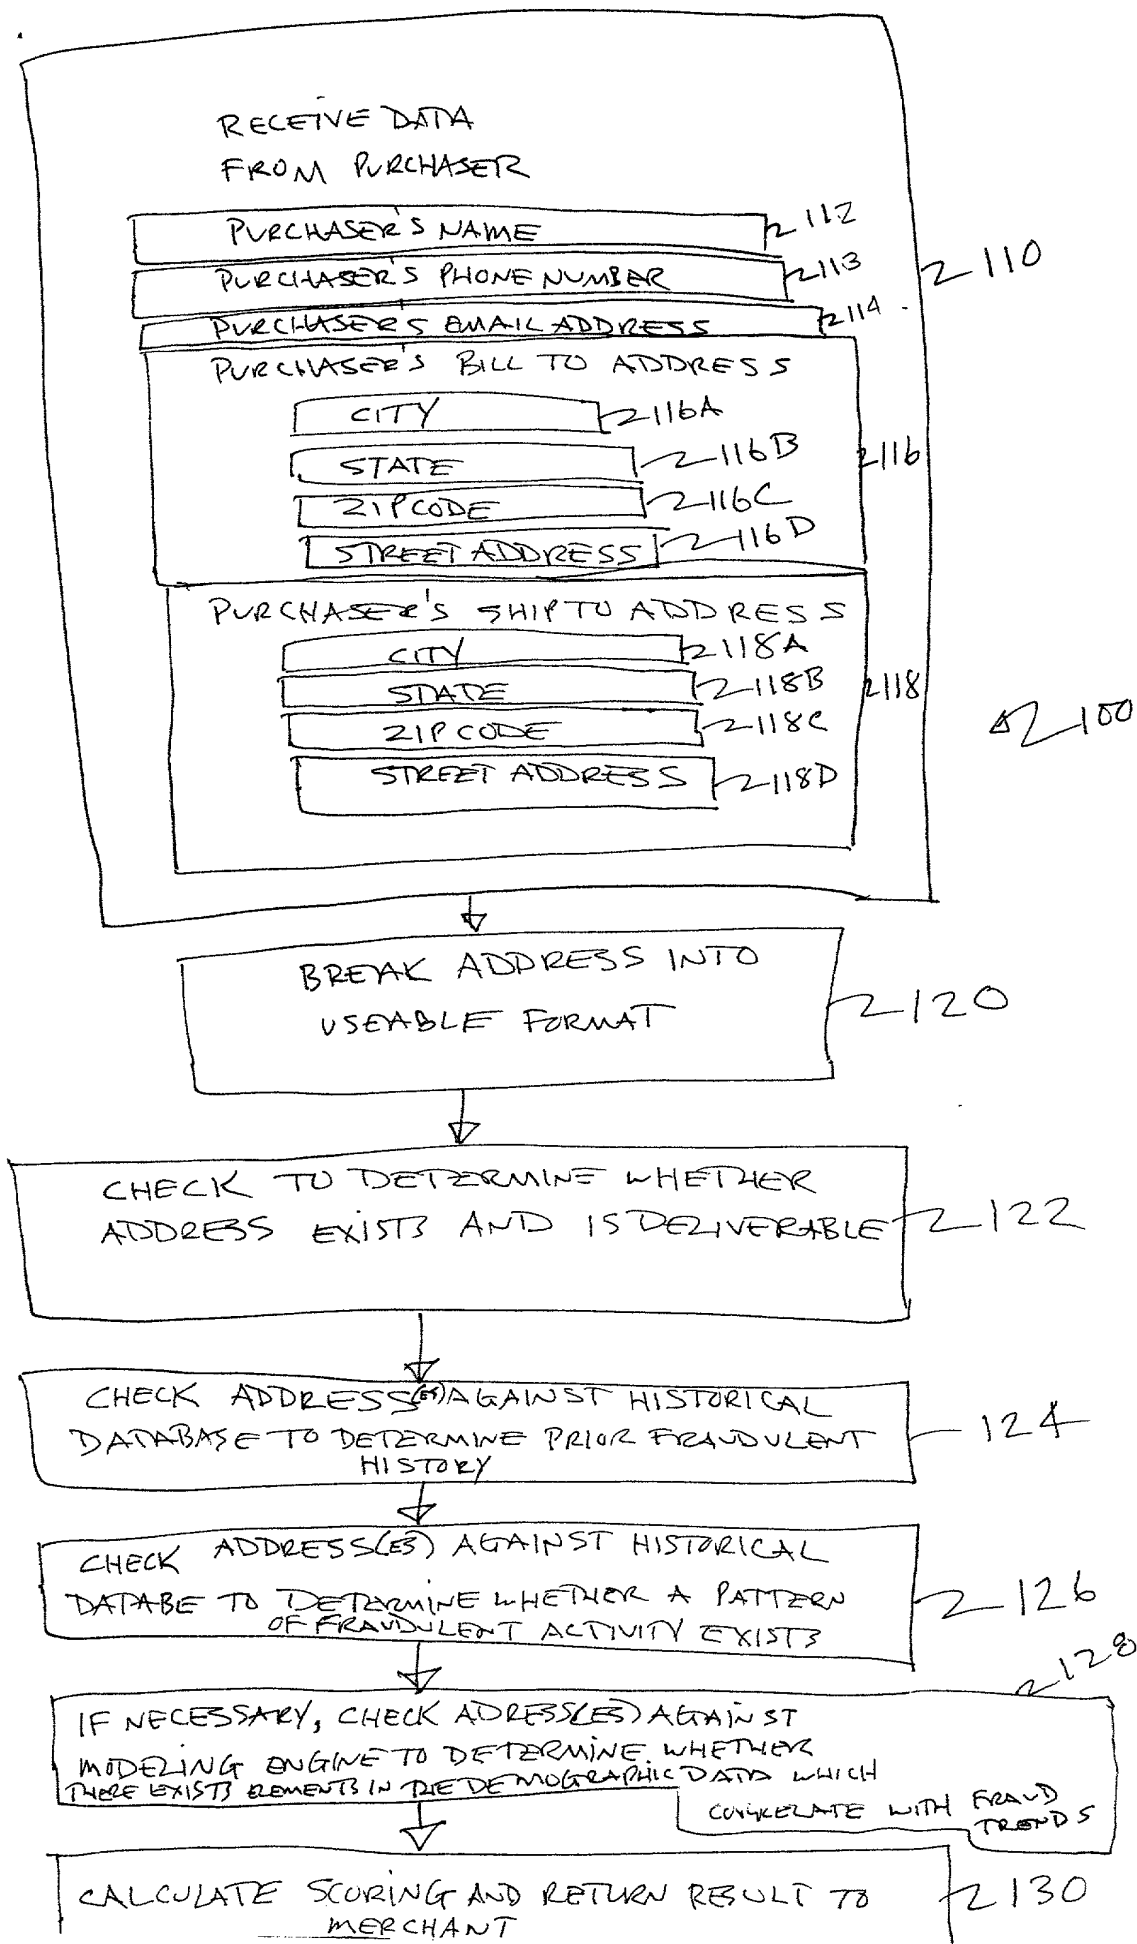 RECEIVE DATA
FROM PURCHASER
PURCHASER'S NAME 112
PURCHASER'S PHONE NUMBER 113
110
PURCHASER'S EMAIL ADDRESS 114
PURCHASER'S BILL TO ADDRESS
CITY 116A
STATE 116B
116
ZIPCODE 116C
STREET ADDRESS 116D
PURCHASER'S SHIP TO ADDRESS
CITY 118A
STATE 118B
118
ZIP CODE 118C
100
STREET ADDRESS 118D
BREAK ADDRESS INTO
USEABLE FORMAT
120
CHECK TO DETERMINE WHETHER
ADDRESS EXISTS AND IS DELIVERABLE
122
CHECK ADDRESS(ES) AGAINST HISTORICAL
DATABASE TO DETERMINE PRIOR FRAUDULENT
HISTORY
124
CHECK ADDRESS(ES) AGAINST HISTORICAL
DATABE TO DETERMINE WHETHER A PATTERN
OF FRAUDULENT ACTIVITY EXISTS
126
128
IF NECESSARY, CHECK ADRESS(ES) AGAINST
MODELING ENGINE TO DETERMINE WHETHER
THERE EXISTS ELEMENTS IN THE DEMOGRAPHIC DATA WHICH
CORRELATE WITH FRAUD
TRENDS
CALCULATE SCORING AND RETURN RESULT TO
MERCHANT
130